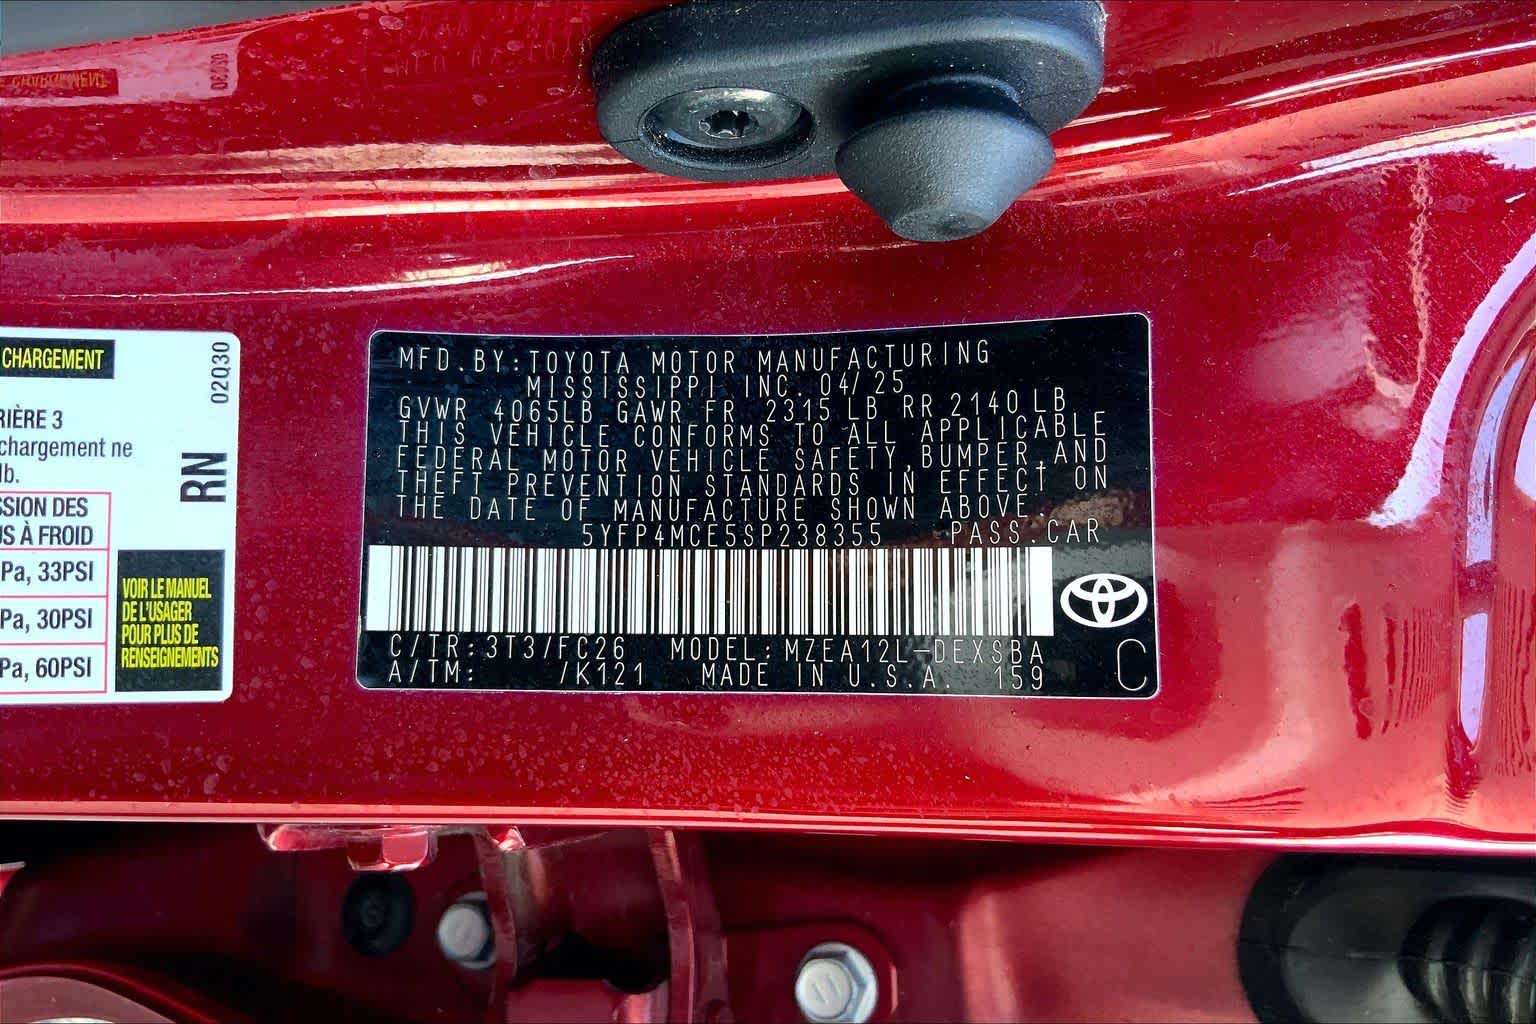 CHARGEMENT
02Q30
RIÈRE 3
chargement ne
lb.
RN
SSION DES
US À FROID
Pa, 33PSI
Pa, 30PSI
Pa, 60PSI
VOIR LE MANUEL
DE L'USAGER
POUR PLUS DE
RENSEIGNEMENTS
MFD.BY:TOYOTA MOTOR MANUFACTURING
MISSISSIPPI INC. 04/25
GVWR 4065LB GAWR FR 2315LB RR 2140LB
THIS VEHICLE CONFORMS TO ALL APPLICABLE
FEDERAL MOTOR VEHICLE SAFETY,BUMPER,AND
THEFT PREVENTION STANDARDS IN EFFECT ON
THE DATE OF MANUFACTURE SHOWN ABOVE.
5YFP4MCE5SP238355 PASS.CAR
C/TR:3T3/FC26 MODEL:MZEA12L-DEXSBA
A/TM: /K121 MADE IN U.S.A. 159
C